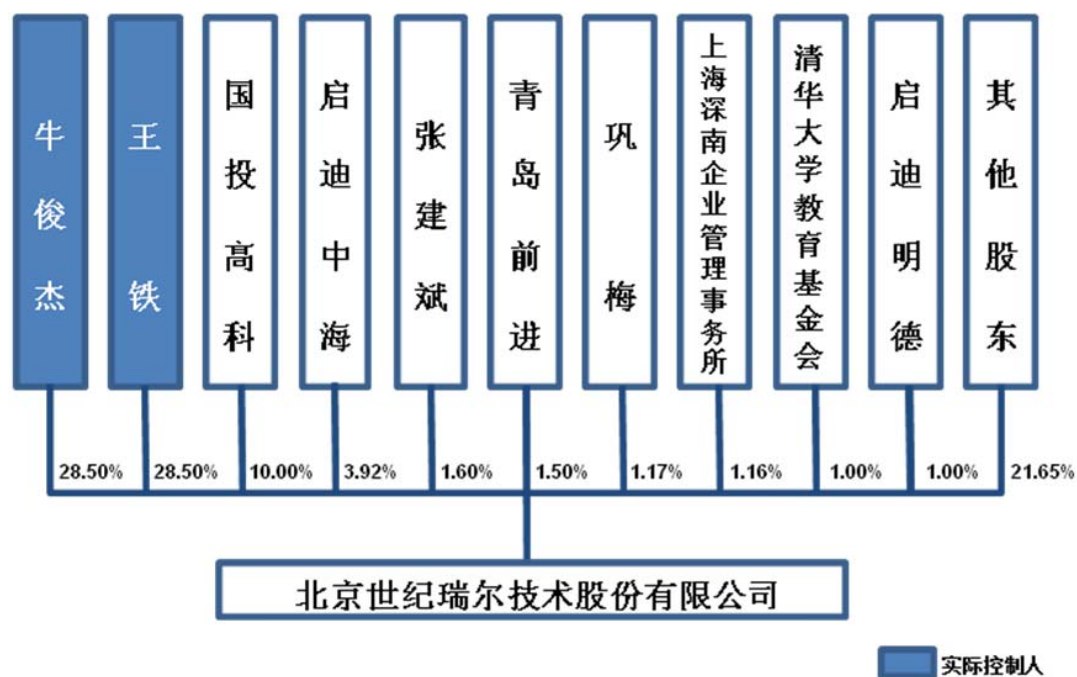 牛俊杰
王铁
国投高科
启迪中海
张建斌
青岛前进
巩梅
上海深南企业管理事务所
清华大学教育基金会
启迪明德
其他股东
28.50%
28.50%
10.00%
3.92%
1.60%
1.50%
1.17%
1.16%
1.00%
1.00%
21.65%
北京世纪瑞尔技术股份有限公司
实际控制人